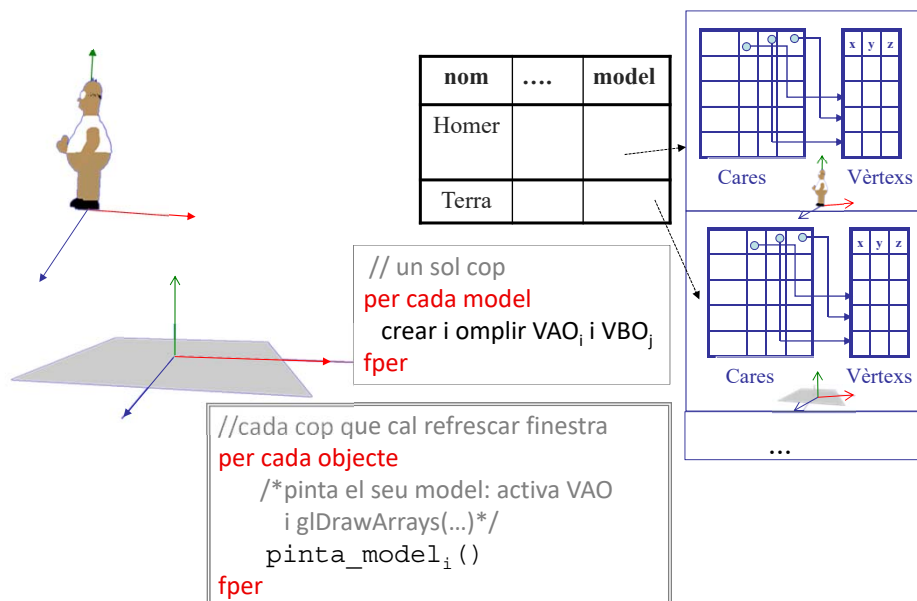 nom …. model
Homer
Terra
x y z
Cares Vèrtexs
x y z
Cares Vèrtexs
...
// un sol cop
per cada model
crear i omplir VAOi i VBOj
fper
//cada cop que cal refrescar finestra
per cada objecte
/*pinta el seu model: activa VAO
i glDrawArrays(…)*/
pinta_modeli()
fper